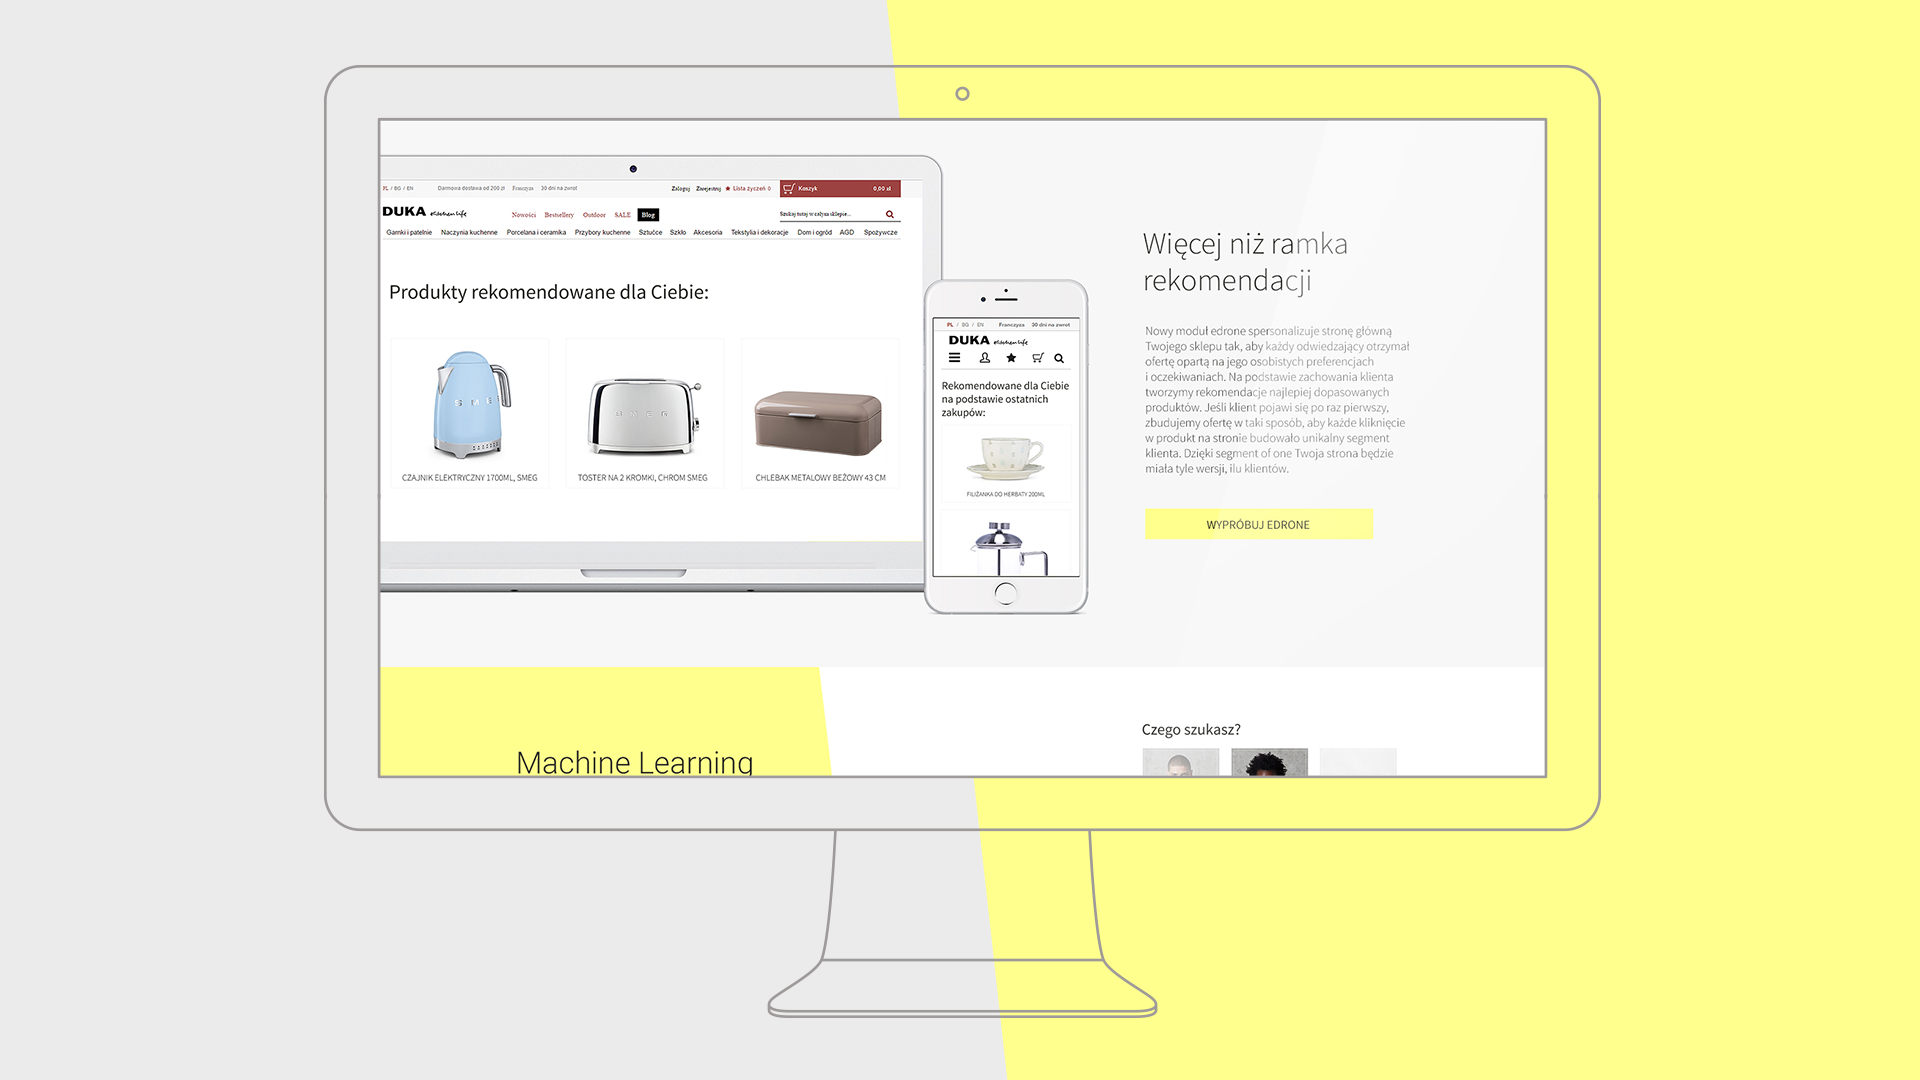 PL / BG / EN Darmowa dostawa od 200 zł Franczyza 30 dni na zwrot Zaloguj Zarejestruj Lista życzeń 0 Koszyk 0,00 zł
DUKA kitchen life Nowości Bestsellery Outdoor SALE Blog Szukaj tutaj w całym sklepie...
Garnki i patelnie Naczynia kuchenne Porcelana i ceramika Przybory kuchenne Sztućce Szkło Akcesoria Tekstylia i dekoracje Dom i ogród AGD Spożywcze
Produkty rekomendowane dla Ciebie:
SMEG
SMEG
CZAJNIK ELEKTRYCZNY 1700ML, SMEG
TOSTER NA 2 KROMKI, CHROM SMEG
CHLEBAK METALOWY BEŻOWY 43 CM
PL / BG / EN Franczyza 30 dni na zwrot
DUKA kitchen life
Rekomendowane dla Ciebie
na podstawie ostatnich
zakupów:
FILIŻANKA DO HERBATY 200ML
Więcej niż ramka
rekomendacji
Nowy moduł edrone spersonalizuje stronę główną
Twojego sklepu tak, aby każdy odwiedzający otrzymał
ofertę opartą na jego osobistych preferencjach
i oczekiwaniach. Na podstawie zachowania klienta
tworzymy rekomendacje najlepiej dopasowanych
produktów. Jeśli klient pojawi się po raz pierwszy,
zbudujemy ofertę w taki sposób, aby każde kliknięcie
w produkt na stronie budowało unikalny segment
klienta. Dzięki segment of one Twoja strona będzie
miała tyle wersji, ilu klientów.
WYPRÓBUJ EDRONE
Machine Learning
Czego szukasz?